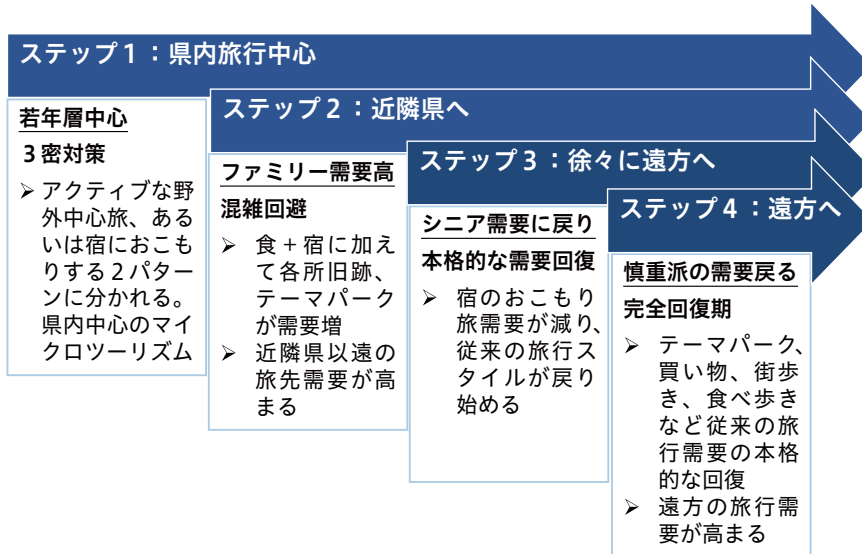 ステップ１：県内旅行中心
若年層中心
３密対策
➢ アクティブな野
外中心旅、ある
いは宿におこも
りする２パター
ンに分かれる。
県内中心のマイ
クロツーリズム
ステップ２：近隣県へ
ファミリー需要高
混雑回避
➢ 食＋宿に加え
て各所旧跡、
テーマパーク
が需要増
➢ 近隣県以遠の
旅先需要が高
まる
ステップ３：徐々に遠方へ
シニア需要に戻り
本格的な需要回復
➢ 宿のおこもり
旅需要が減り、
従来の旅行ス
タイルが戻り
始める
ステップ４：遠方へ
慎重派の需要戻る
完全回復期
➢ テーマパーク、
買い物、街歩
き、食べ歩き
など従来の旅
行需要の本格
的な回復
➢ 遠方の旅行需
要が高まる